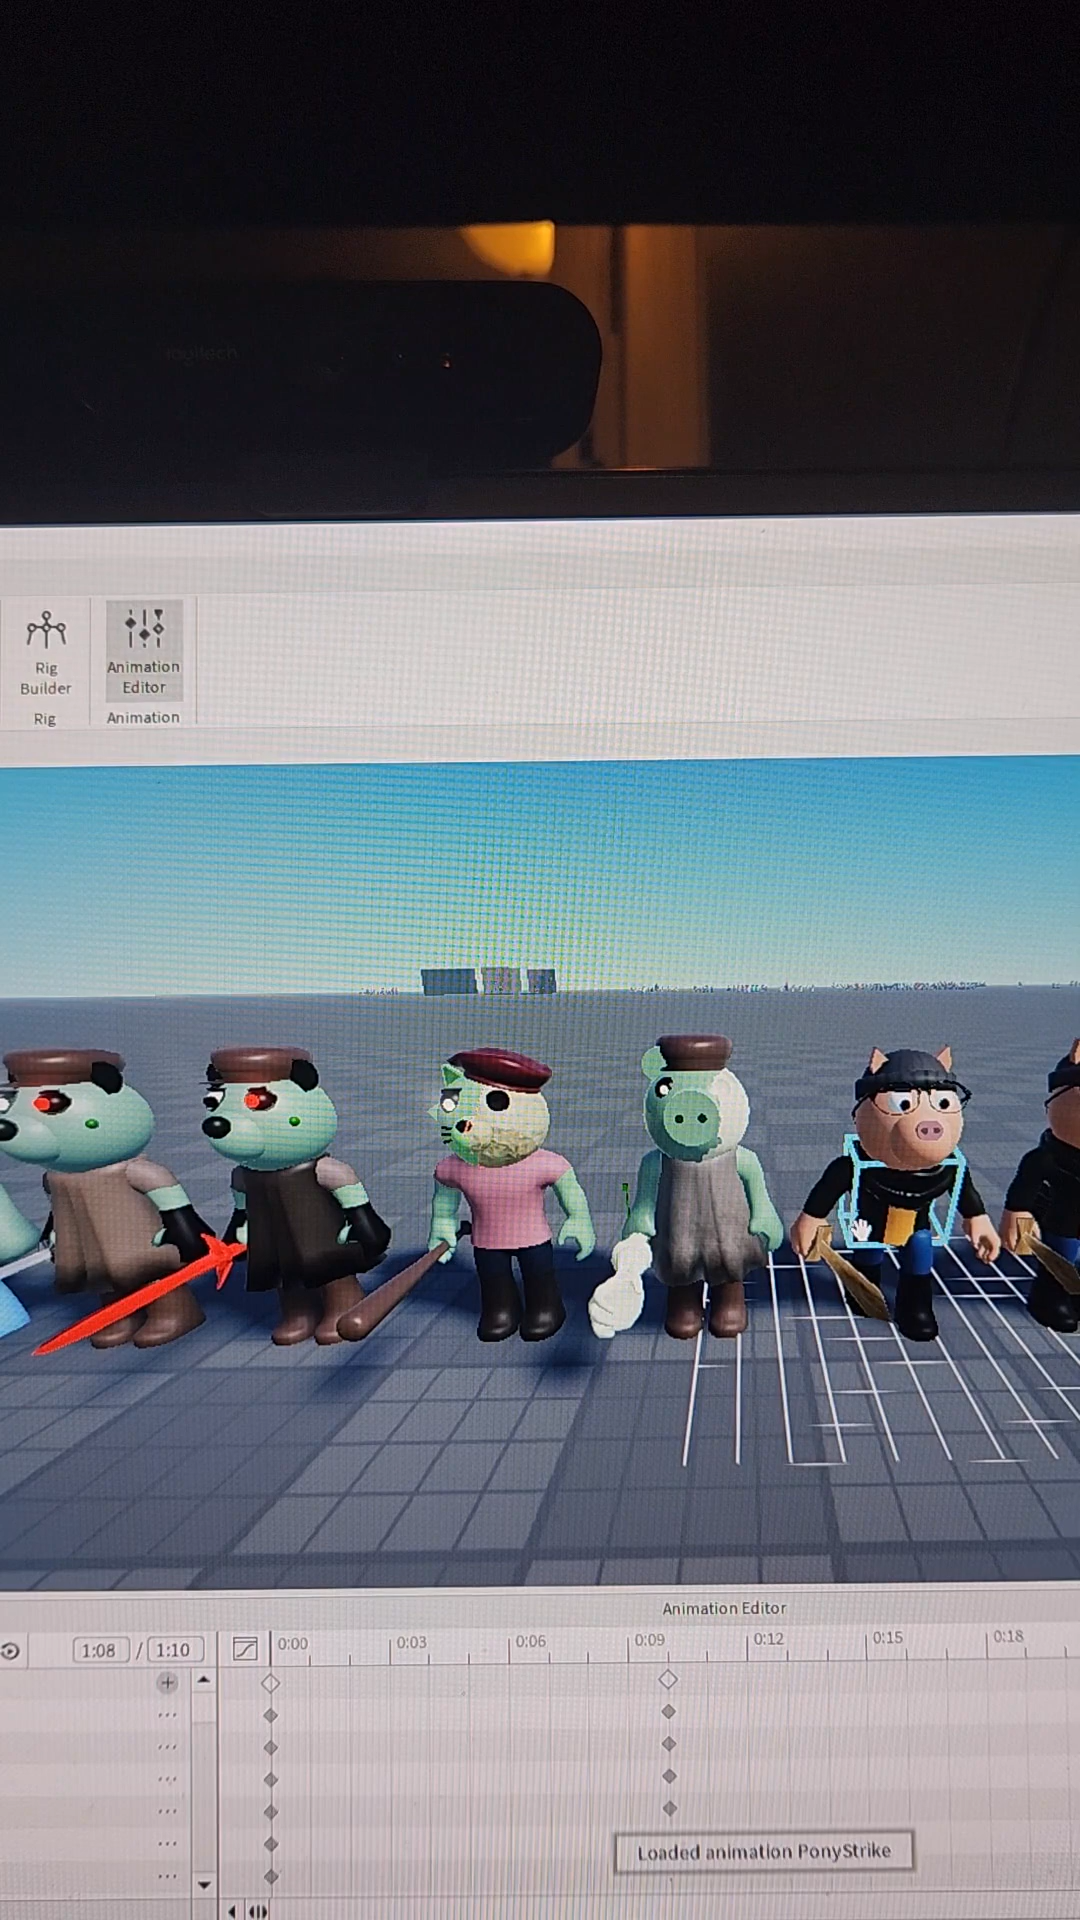 logitech
Rig
Builder
Animation
Editor
Rig
Animation
Animation Editor
1:08 / 1:10
0:00
0:03
0:06
0:09
0:12
0:15
0:18
Loaded animation PonyStrike